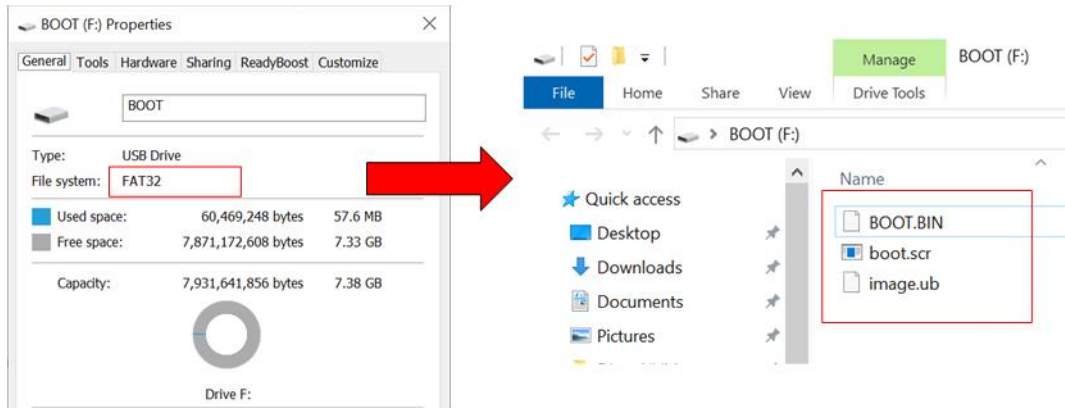 BOOT (F:) Properties
General Tools Hardware Sharing ReadyBoost Customize
BOOT
Type: USB Drive
File system: FAT32
Used space: 60,469,248 bytes 57.6 MB
Free space: 7,871,172,608 bytes 7.33 GB
Capacity: 7,931,641,856 bytes 7.38 GB
Drive F:
Manage BOOT (F:)
File Home Share View Drive Tools
BOOT (F:)
Quick access
Desktop
Downloads
Documents
Pictures
Name
BOOT.BIN
boot.scr
image.ub